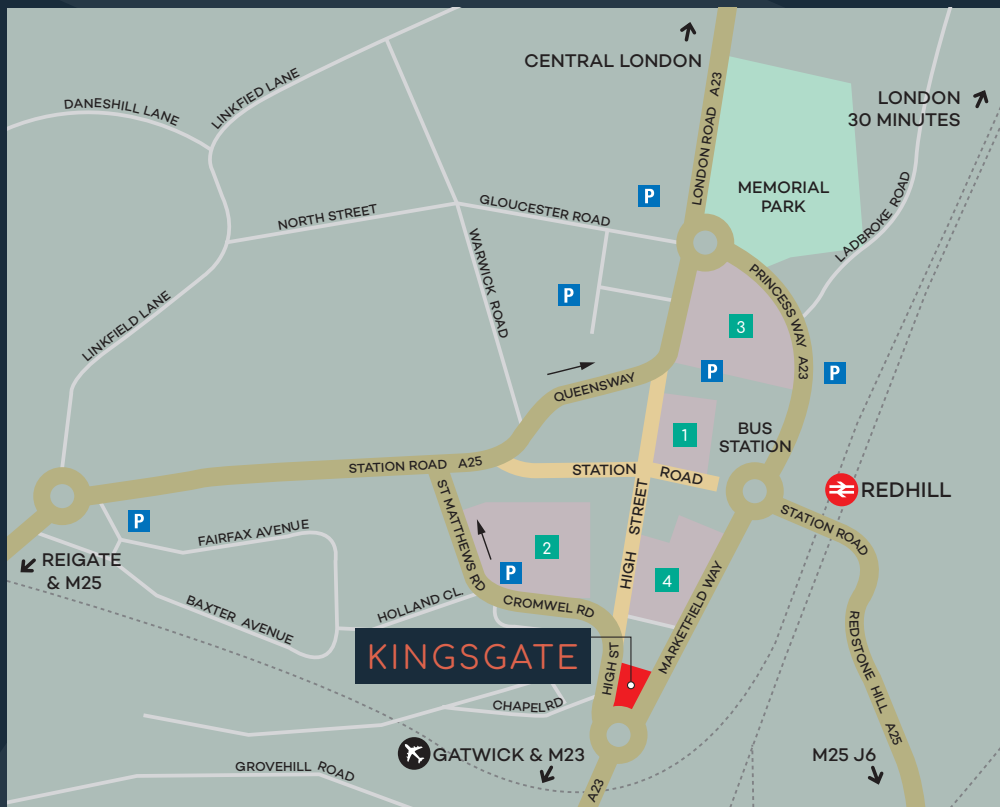 CENTRAL LONDON
LONDON
30 MINUTES
DANESHILL LANE
LINKFIED LANE
LONDON ROAD A23
MEMORIAL
PARK
LADBROKE ROAD
P
NORTH STREET
GLOUCESTER ROAD
WARWICK ROAD
PRINCESS WAY A23
P
LINKFIELD LANE
3
P
P
QUEENSWAY
1
BUS
STATION
STATION ROAD A25
STATION ROAD
REDHILL
HIGH STREET
ST MATTHEWS RD
P
STATION ROAD
FAIRFAX AVENUE
2
REIGATE
& M25
P
4
BAXTER AVENUE
HOLLAND CL.
CROMWEL RD
MARKETFIELD WAY
REDSTONE HILL A25
KINGSGATE
HIGH ST
CHAPELRD
GATWICK & M23
M25 J6
GROVEHILL ROAD
A23